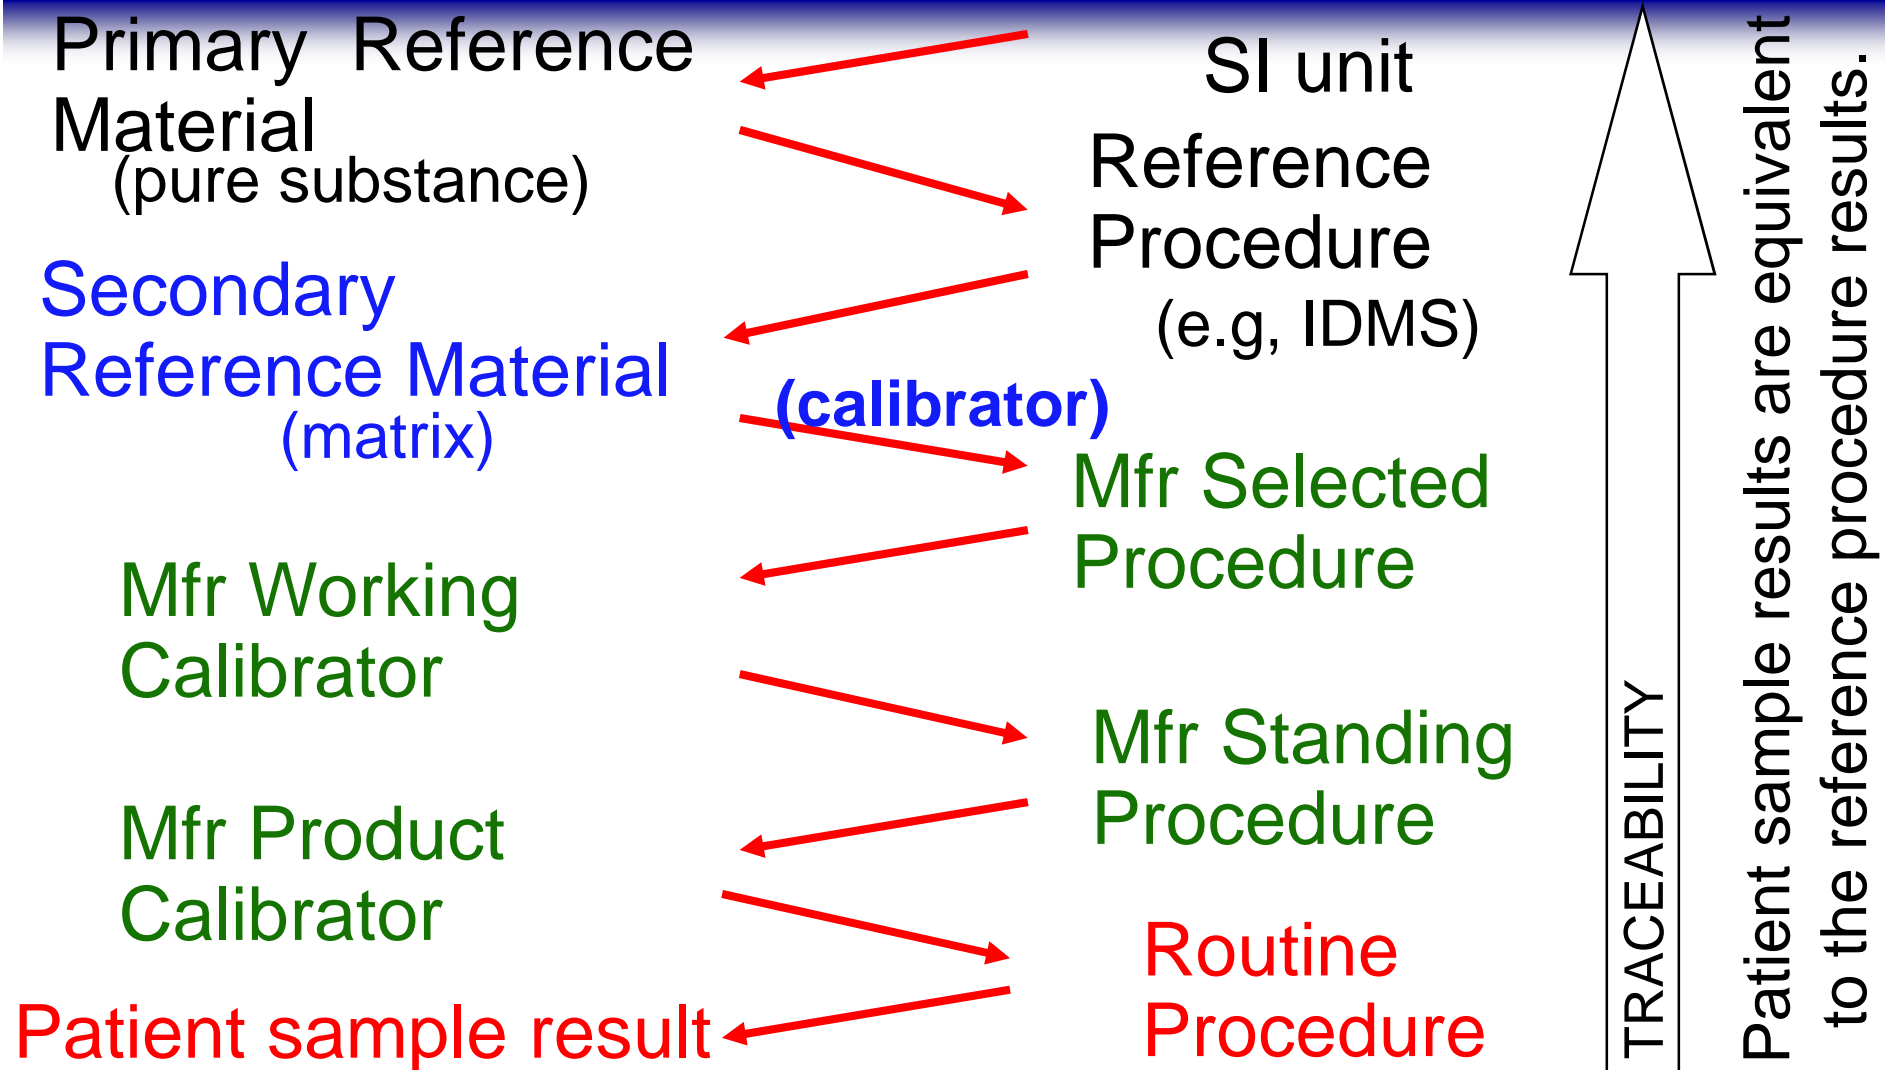 Primary Reference
Material
(pure substance)
SI unit
Reference
Procedure
(e.g, IDMS)
Secondary
Reference Material
(matrix)
(calibrator)
Mfr Selected
Procedure
Mfr Working
Calibrator
Mfr Standing
Procedure
Mfr Product
Calibrator
Routine
Procedure
Patient sample result
TRACEABILITY
Patient sample results are equivalent
to the reference procedure results.